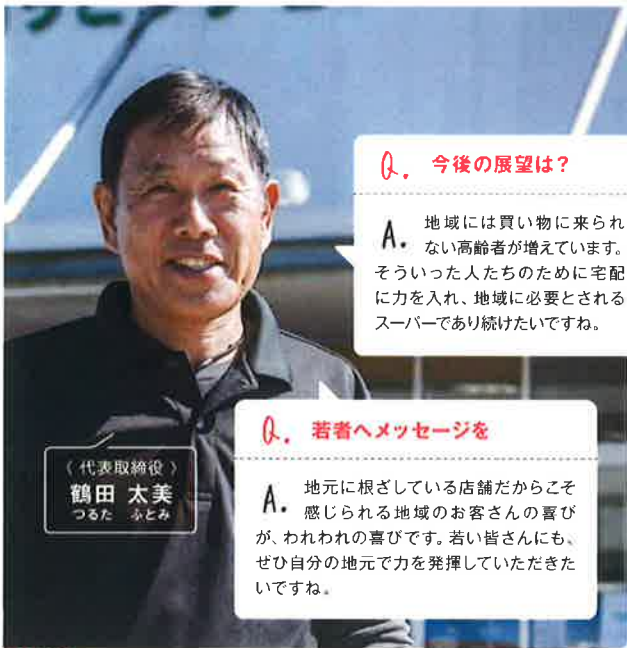 Q. 今後の展望は？
A. 地域には買い物に来られ
ない高齢者が増えています。
そういった人たちのために宅配
に力を入れ、地域に必要とされる
スーパーであり続けたいですね。
Q. 若者へメッセージを
A. 地元に根ざしている店舗だからこそ
感じられる地域のお客さんの喜び
が、われわれの喜びです。若い皆さんにも、
ぜひ自分の地元で力を発揮していただきた
いですね。
〈 代表取締役 〉
鶴田 太美
つるた ふとみ